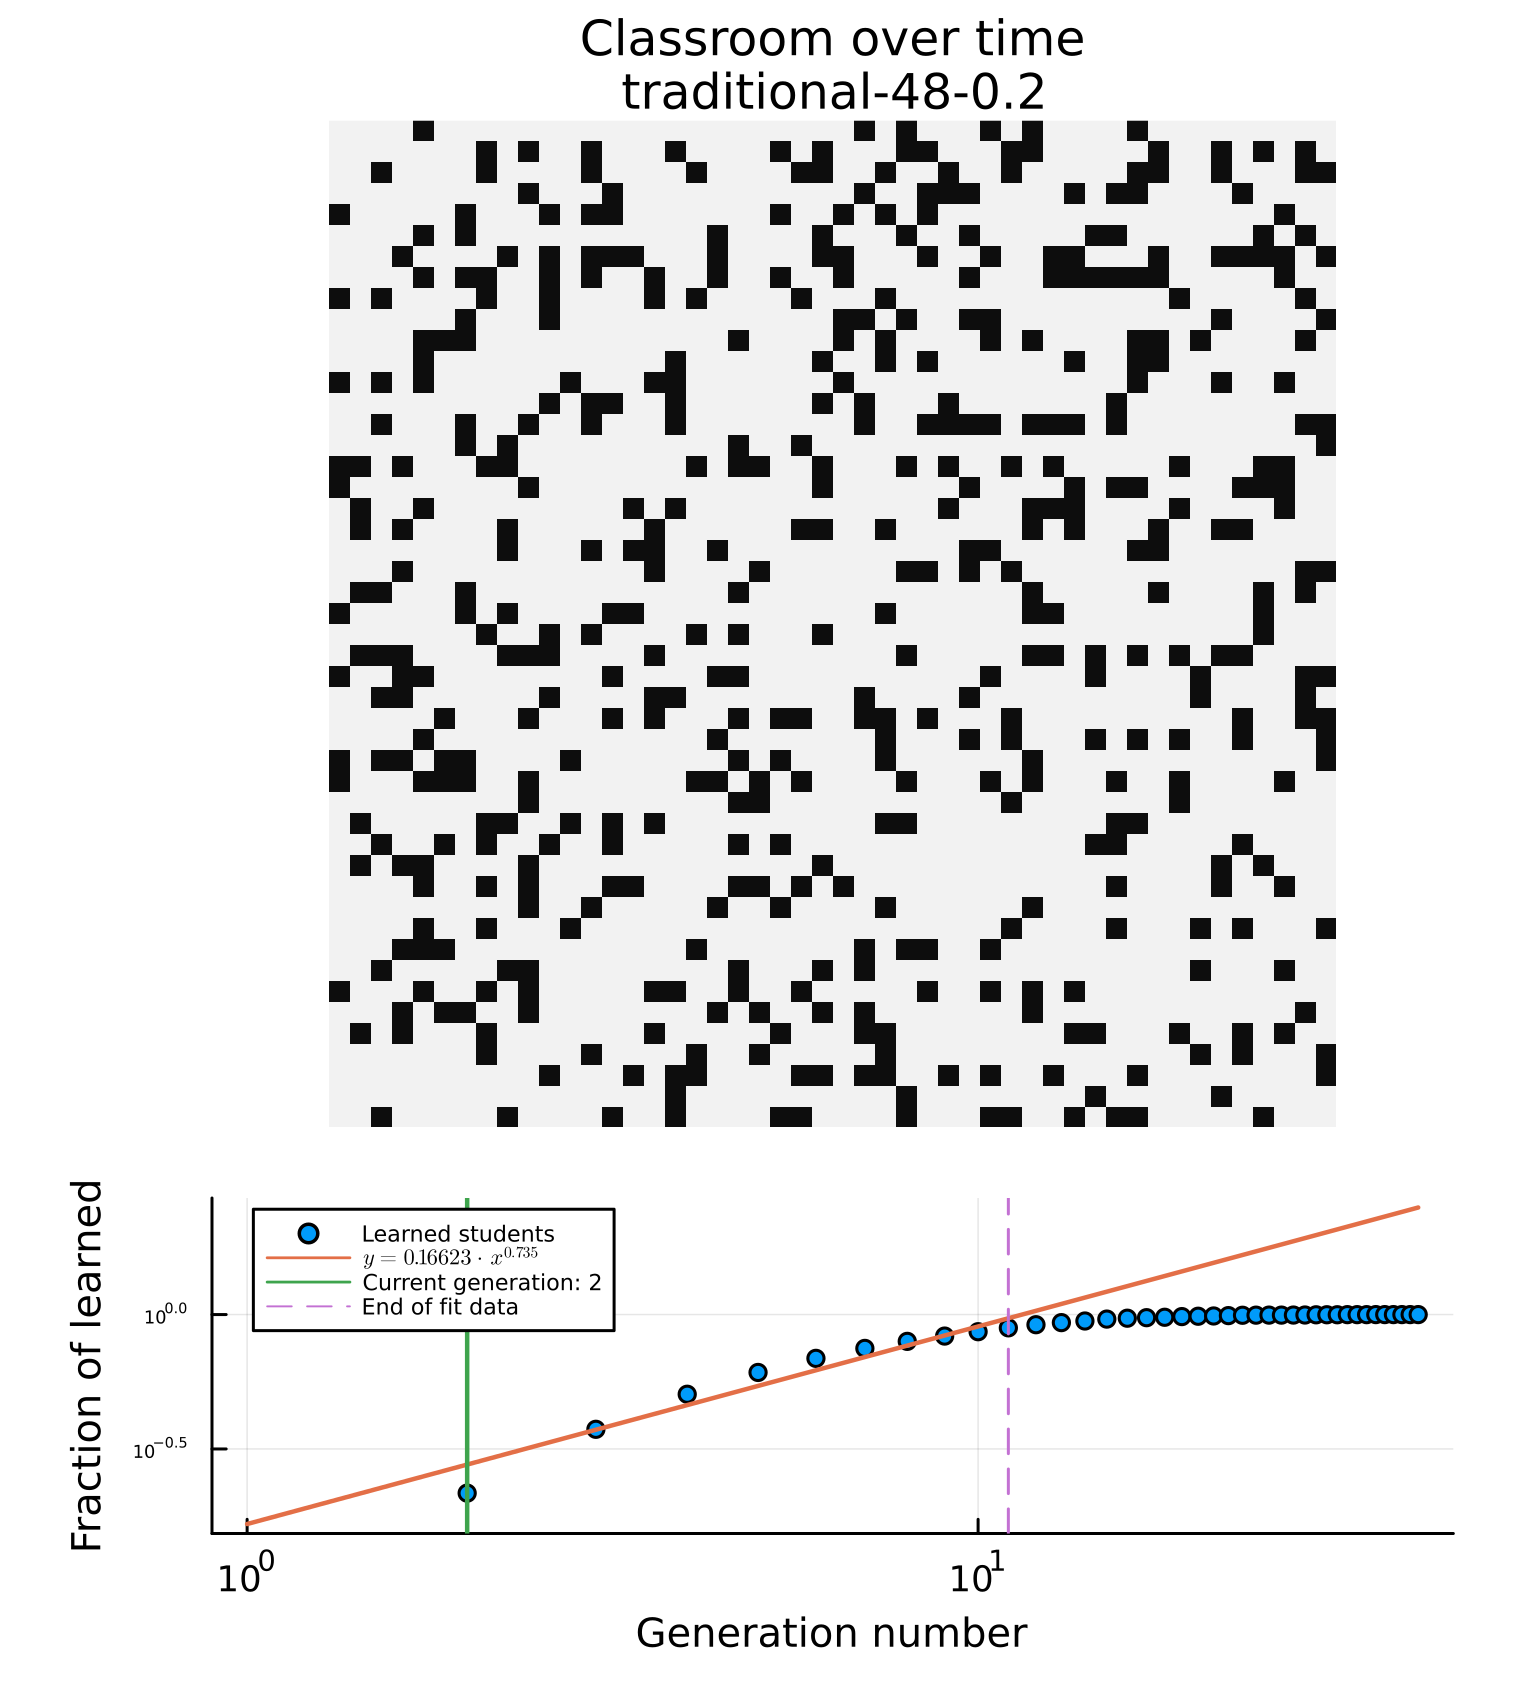 Classroom over time
traditional-48-0.2
Fraction of learned
Learned students
y = 0.16623 · x^0.735
Current generation: 2
End of fit data
10^0.0
10^−0.5
10^0
10^1
Generation number